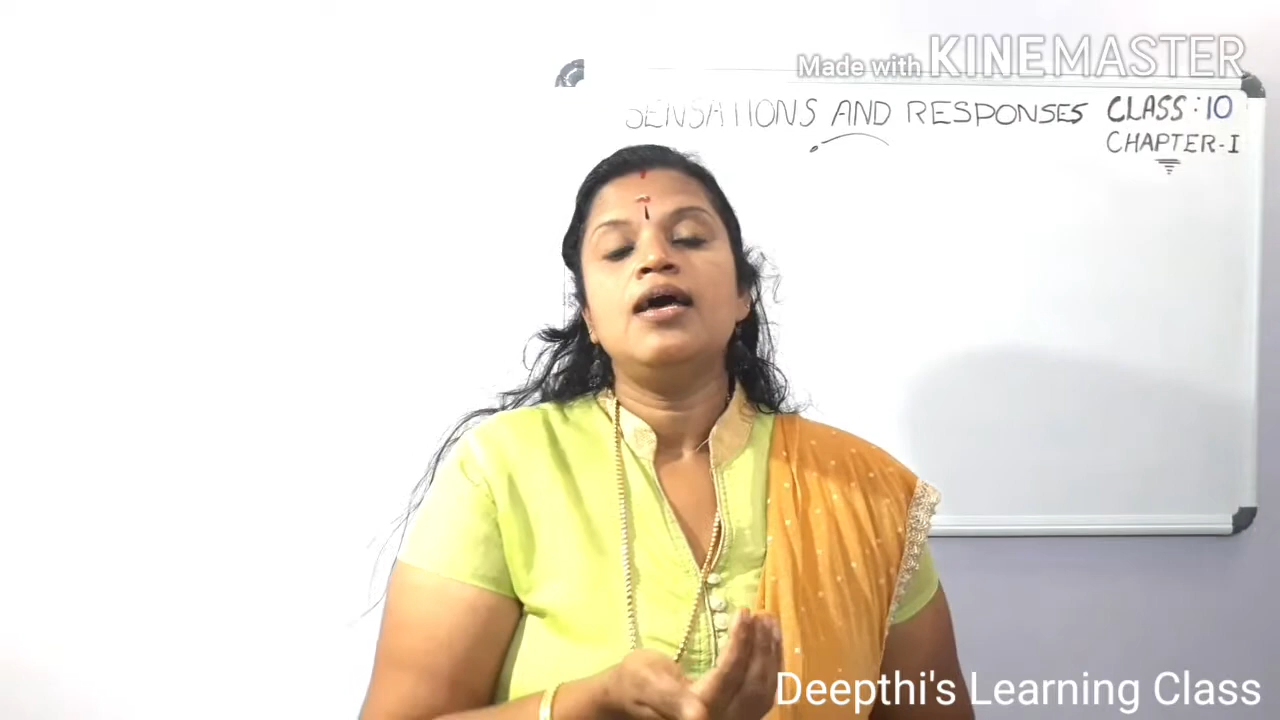 Made with KINEMASTER
SENSATIONS AND RESPONSES CLASS: 10
CHAPTER-I
Deepthi's Learning Class